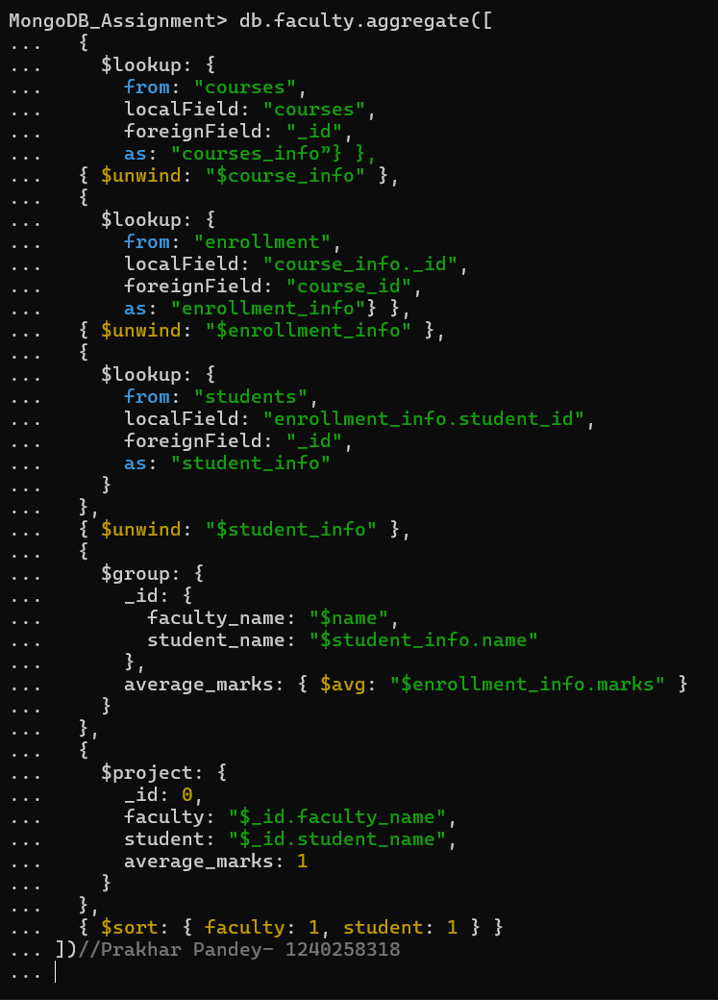 MongoDB_Assignment> db.faculty.aggregate([
...   {
...     $lookup: {
...       from: "courses",
...       localField: "courses",
...       foreignField: "_id",
...       as: "courses_info”} },
...   { $unwind: "$course_info" },
...   {
...     $lookup: {
...       from: "enrollment",
...       localField: "course_info._id",
...       foreignField: "course_id",
...       as: "enrollment_info"} },
...   { $unwind: "$enrollment_info" },
...   {
...     $lookup: {
...       from: "students",
...       localField: "enrollment_info.student_id",
...       foreignField: "_id",
...       as: "student_info"
...     }
...   },
...   { $unwind: "$student_info" },
...   {
...     $group: {
...       _id: {
...         faculty_name: "$name",
...         student_name: "$student_info.name"
...       },
...       average_marks: { $avg: "$enrollment_info.marks" }
...     }
...   },
...   {
...     $project: {
...       _id: 0,
...       faculty: "$_id.faculty_name",
...       student: "$_id.student_name",
...       average_marks: 1
...     }
...   },
...   { $sort: { faculty: 1, student: 1 } }
... ])//Prakhar Pandey- 1240258318
...